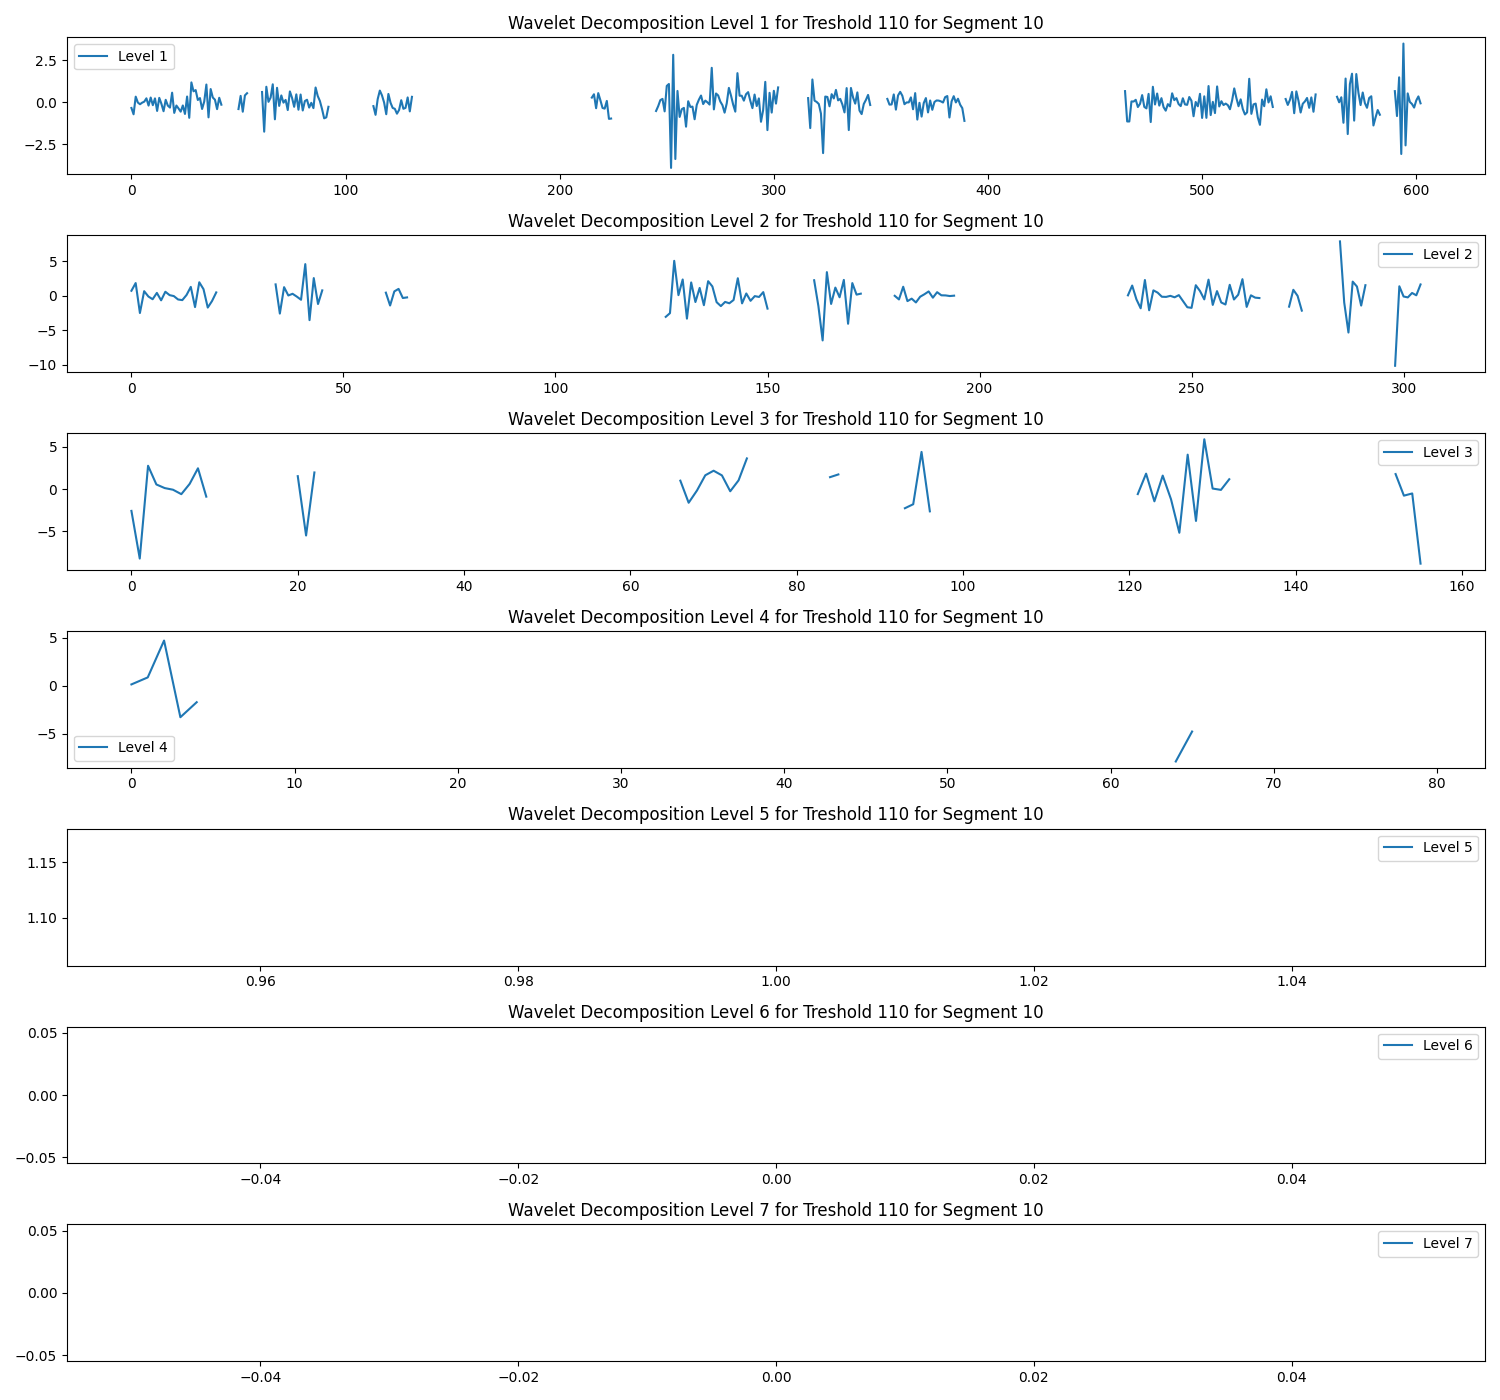 Wavelet Decomposition Level 1 for Treshold 110 for Segment 10
Level 1
2.5
0.0
−2.5
0 100 200 300 400 500 600
Wavelet Decomposition Level 2 for Treshold 110 for Segment 10
Level 2
5
0
−5
−10
0 50 100 150 200 250 300
Wavelet Decomposition Level 3 for Treshold 110 for Segment 10
Level 3
5
0
−5
0 20 40 60 80 100 120 140 160
Wavelet Decomposition Level 4 for Treshold 110 for Segment 10
5
0
−5
Level 4
0 10 20 30 40 50 60 70 80
Wavelet Decomposition Level 5 for Treshold 110 for Segment 10
Level 5
1.15
1.10
0.96 0.98 1.00 1.02 1.04
Wavelet Decomposition Level 6 for Treshold 110 for Segment 10
0.05
Level 6
0.00
−0.05
−0.04 −0.02 0.00 0.02 0.04
Wavelet Decomposition Level 7 for Treshold 110 for Segment 10
0.05
Level 7
0.00
−0.05
−0.04 −0.02 0.00 0.02 0.04